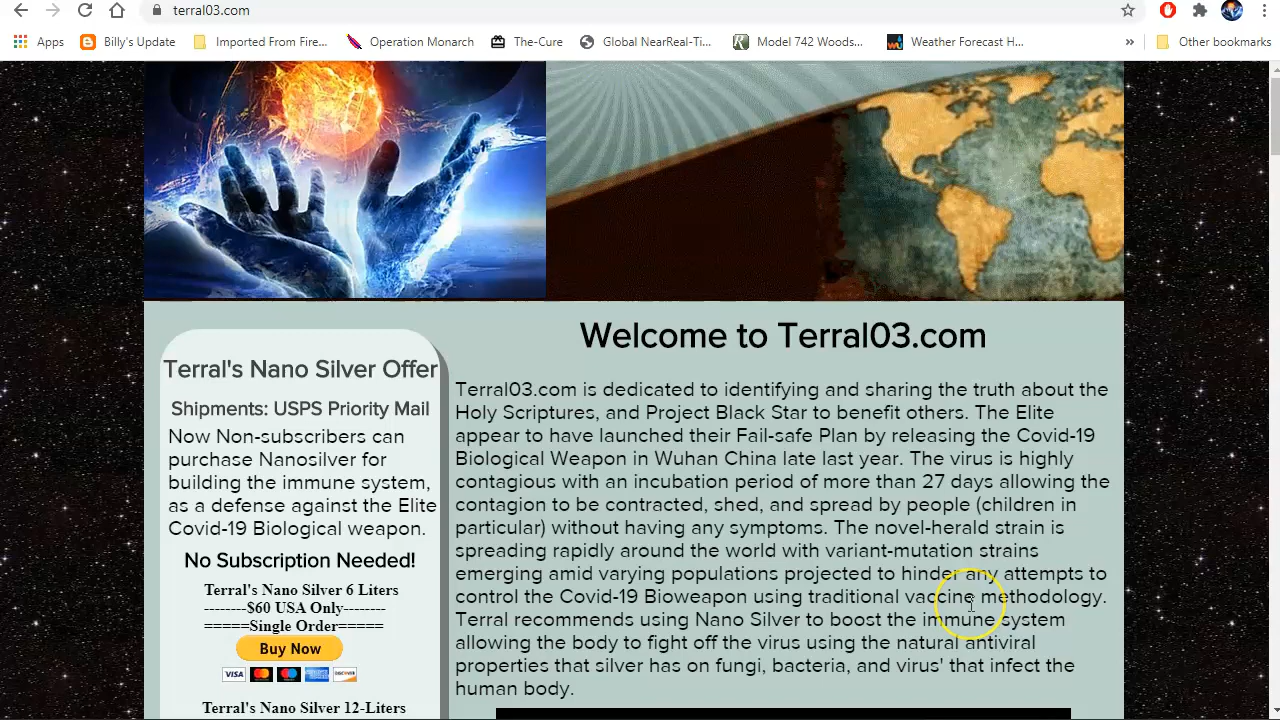 terral03.com
Apps
Billy's Update
Imported From Fire...
Operation Monarch
The-Cure
Global NearReal-Ti...
Model 742 Woods...
Weather Forecast H...
»
Other bookmarks
Terral's Nano Silver Offer
Shipments: USPS Priority Mail
Now Non-subscribers can
purchase Nanosilver for
building the immune system,
as a defense against the Elite
Covid-19 Biological weapon.
No Subscription Needed!
Terral's Nano Silver 6 Liters
--------$60 USA Only--------
=====Single Order=====
Buy Now
VISA
AMERICAN EXPRESS
DISCOVER
Terral's Nano Silver 12-Liters
Welcome to Terral03.com
Terral03.com is dedicated to identifying and sharing the truth about the
Holy Scriptures, and Project Black Star to benefit others. The Elite
appear to have launched their Fail-safe Plan by releasing the Covid-19
Biological Weapon in Wuhan China late last year. The virus is highly
contagious with an incubation period of more than 27 days allowing the
contagion to be contracted, shed, and spread by people (children in
particular) without having any symptoms. The novel-herald strain is
spreading rapidly around the world with variant-mutation strains
emerging amid varying populations projected to hinder any attempts to
control the Covid-19 Bioweapon using traditional vaccine methodology.
Terral recommends using Nano Silver to boost the immune system
allowing the body to fight off the virus using the natural antiviral
properties that silver has on fungi, bacteria, and virus' that infect the
human body.